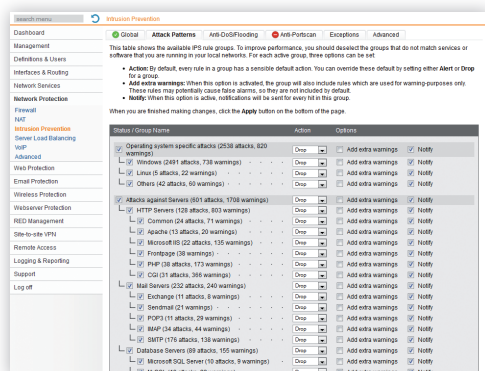 search menu
Intrusion Prevention
Dashboard
Management
Definitions & Users
Interfaces & Routing
Network Services
Network Protection
Firewall
NAT
Intrusion Prevention
Server Load Balancing
VoIP
Advanced
Web Protection
Email Protection
Wireless Protection
Webserver Protection
RED Management
Site-to-site VPN
Remote Access
Logging & Reporting
Support
Log off
Global Attack Patterns Anti-DoS/Flooding Anti-Portscan Exceptions Advanced
This table shows the available IPS rule groups. To improve performance, you should deselect the groups that do not match services or
software that you are running in your local networks. For each active group, three options can be set:
• Action: By default, every rule in a group has a sensible default action. You can override these default by setting either Alert or Drop
for a group.
• Add extra warnings: When this option is activated, the group will also include rules which are used for warning-purposes only.
These rules may potentially cause false alarms, so they are not included by default.
• Notify: When this option is active, notifications will be sent for every hit in this group.
When you are finished making changes, click the Apply button on the bottom of the page.
Status / Group Name Action Options
Operating system specific attacks (2538 attacks, 820
warnings) Drop Add extra warnings Notify
Windows (2491 attacks, 738 warnings) Drop Add extra warnings Notify
Linux (5 attacks, 22 warnings) Drop Add extra warnings Notify
Others (42 attacks, 60 warnings) Drop Add extra warnings Notify
Attacks against Servers (601 attacks, 1708 warnings) Drop Add extra warnings Notify
HTTP Servers (128 attacks, 803 warnings) Drop Add extra warnings Notify
Common (24 attacks, 71 warnings) Drop Add extra warnings Notify
Apache (13 attacks, 20 warnings) Drop Add extra warnings Notify
Microsoft IIS (22 attacks, 135 warnings) Drop Add extra warnings Notify
Frontpage (38 warnings) Drop Add extra warnings Notify
PHP (38 attacks, 173 warnings) Drop Add extra warnings Notify
CGI (31 attacks, 366 warnings) Drop Add extra warnings Notify
Mail Servers (232 attacks, 240 warnings) Drop Add extra warnings Notify
Exchange (11 attacks, 8 warnings) Drop Add extra warnings Notify
Sendmail (21 warnings) Drop Add extra warnings Notify
POP3 (11 attacks, 29 warnings) Drop Add extra warnings Notify
IMAP (34 attacks, 44 warnings) Drop Add extra warnings Notify
SMTP (176 attacks, 138 warnings) Drop Add extra warnings Notify
Database Servers (89 attacks, 155 warnings) Drop Add extra warnings Notify
Microsoft SQL Server (10 attacks, 9 warnings) Drop Add extra warnings Notify